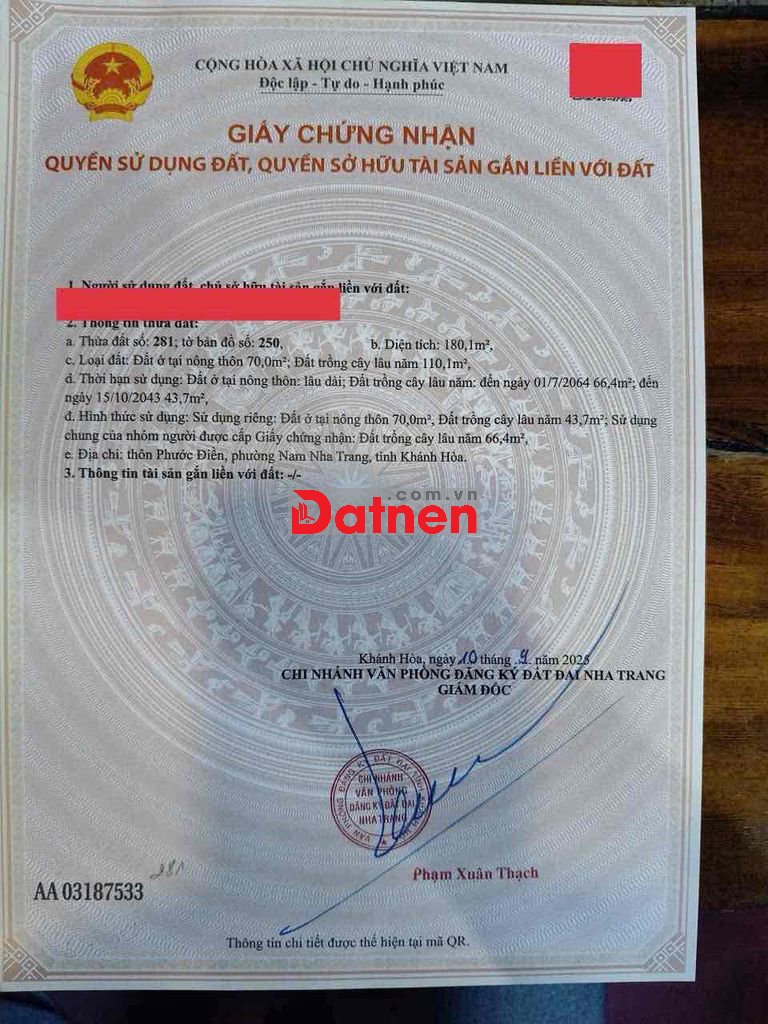 CỘNG HÒA XÃ HỘI CHỦ NGHĨA VIỆT NAM
Độc lập - Tự do - Hạnh phúc
GIẤY CHỨNG NHẬN
QUYỀN SỬ DỤNG ĐẤT, QUYỀN SỞ HỮU TÀI SẢN GẮN LIỀN VỚI ĐẤT
1. Người sử dụng đất, chủ sở hữu tài sản gắn liền với đất:
2. Thông tin thửa đất:
a. Thửa đất số: 281; tờ bản đồ số: 250, b. Diện tích: 180,1m²,
c. Loại đất: Đất ở tại nông thôn 70,0m²; Đất trồng cây lâu năm 110,1m²,
d. Thời hạn sử dụng: Đất ở tại nông thôn: lâu dài; Đất trồng cây lâu năm: đến ngày 01/7/2064 66,4m²; đến
ngày 15/10/2043 43,7m²,
đ. Hình thức sử dụng: Sử dụng riêng: Đất ở tại nông thôn 70,0m², Đất trồng cây lâu năm 43,7m²; Sử dụng
chung của nhóm người được cấp Giấy chứng nhận: Đất trồng cây lâu năm 66,4m²,
e. Địa chỉ: thôn Phước Điền, phường Nam Nha Trang, tỉnh Khánh Hòa.
3. Thông tin tài sản gắn liền với đất: -/-
.com.vn
Datnen
Khánh Hòa, ngày 10 tháng 9 năm 2025
CHI NHÁNH VĂN PHÒNG ĐĂNG KÝ ĐẤT ĐAI NHA TRANG
GIÁM ĐỐC
VĂN PHÒNG ĐĂNG KÝ ĐẤT ĐAI TỈNH
CHI NHÁNH
VĂN PHÒNG
ĐĂNG KÝ ĐẤT ĐAI
NHA TRANG
Phạm Xuân Thạch
281
AA 03187533
Thông tin chi tiết được thể hiện tại mã QR.